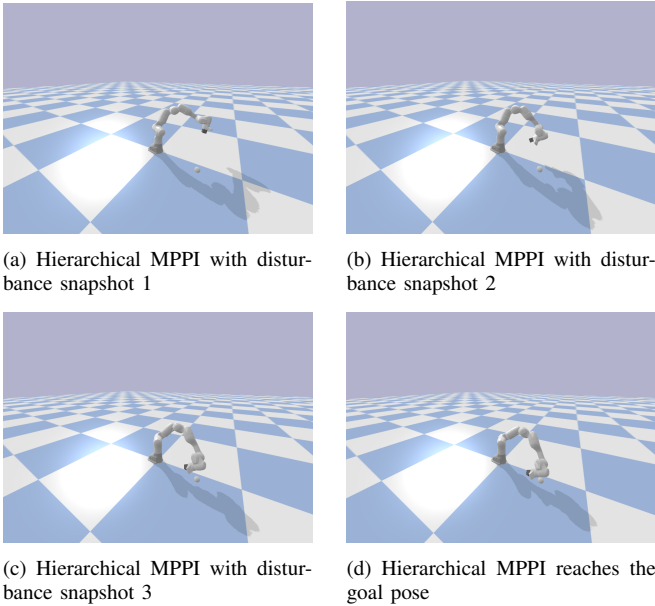 (a) Hierarchical MPPI with distur-
bance snapshot 1
(b) Hierarchical MPPI with distur-
bance snapshot 2
(c) Hierarchical MPPI with distur-
bance snapshot 3
(d) Hierarchical MPPI reaches the
goal pose